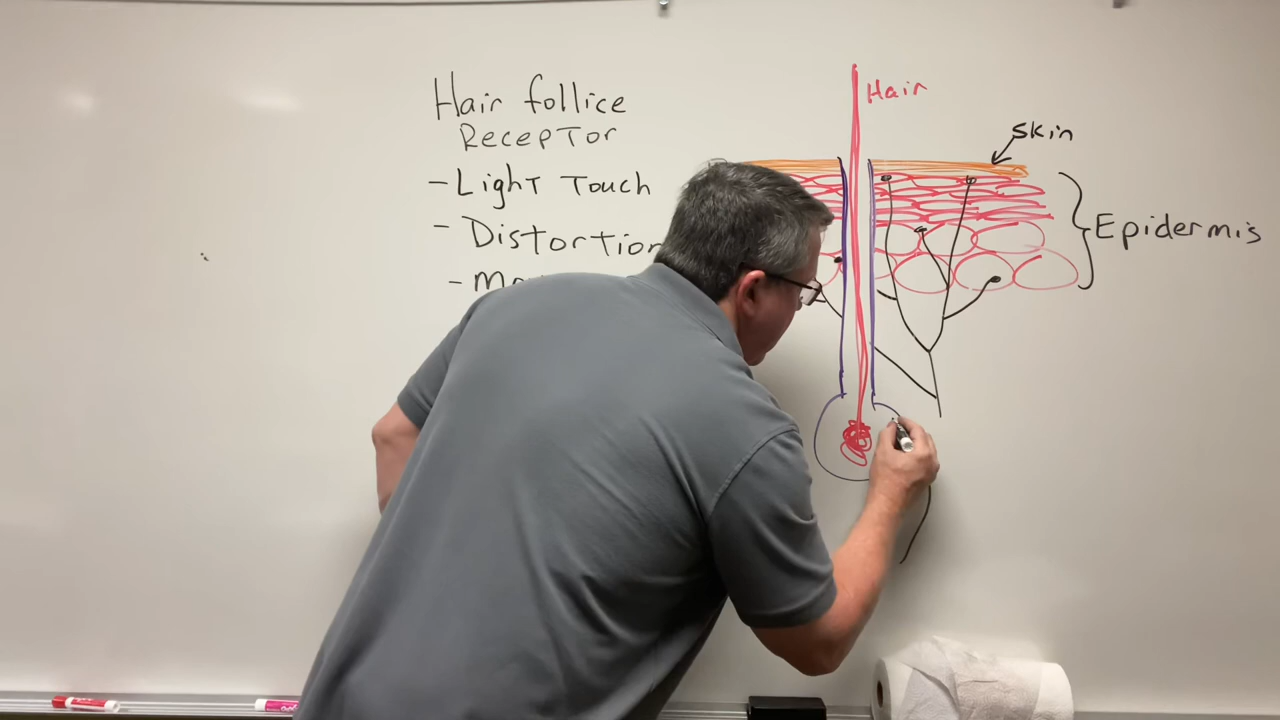 Hair follice
Receptor
- Light Touch
- Distortion
Hair
Skin
Epidermis